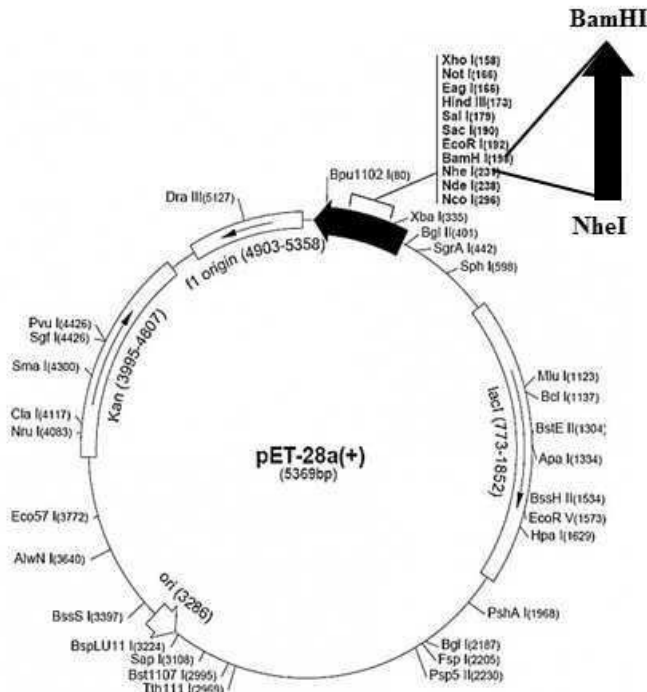 BamHI
Xho I(158)
Not I(166)
Eag I(166)
Hind III(173)
Sal I(179)
Sac I(190)
EcoR I(192)
BamH I(198)
Nhe I(231)
Nde I(238)
Nco I(296)
NheI
Bpu1102 I(80)
Dra III(5127)
Xba I(335)
Bgl II(401)
SgrA I(442)
Sph I(598)
f1 origin (4903-5358)
Pvu I(4426)
Sgf I(4426)
Sma I(4300)
Kan (3995-4807)
Cla I(4117)
Nru I(4083)
Mlu I(1123)
Bcl I(1137)
lacI (773-1852)
BstE II(1304)
Apa I(1334)
pET-28a(+)
(5369bp)
BssH II(1534)
EcoR V(1573)
Hpa I(1629)
Eco57 I(3772)
AlwN I(3640)
ori (3286)
BssS I(3397)
PshA I(1968)
BspLU11 I(3224)
Sap I(3108)
Bst1107 I(2995)
Tth111 I(2969)
Bgl I(2187)
Fsp I(2205)
Psp5 II(2230)